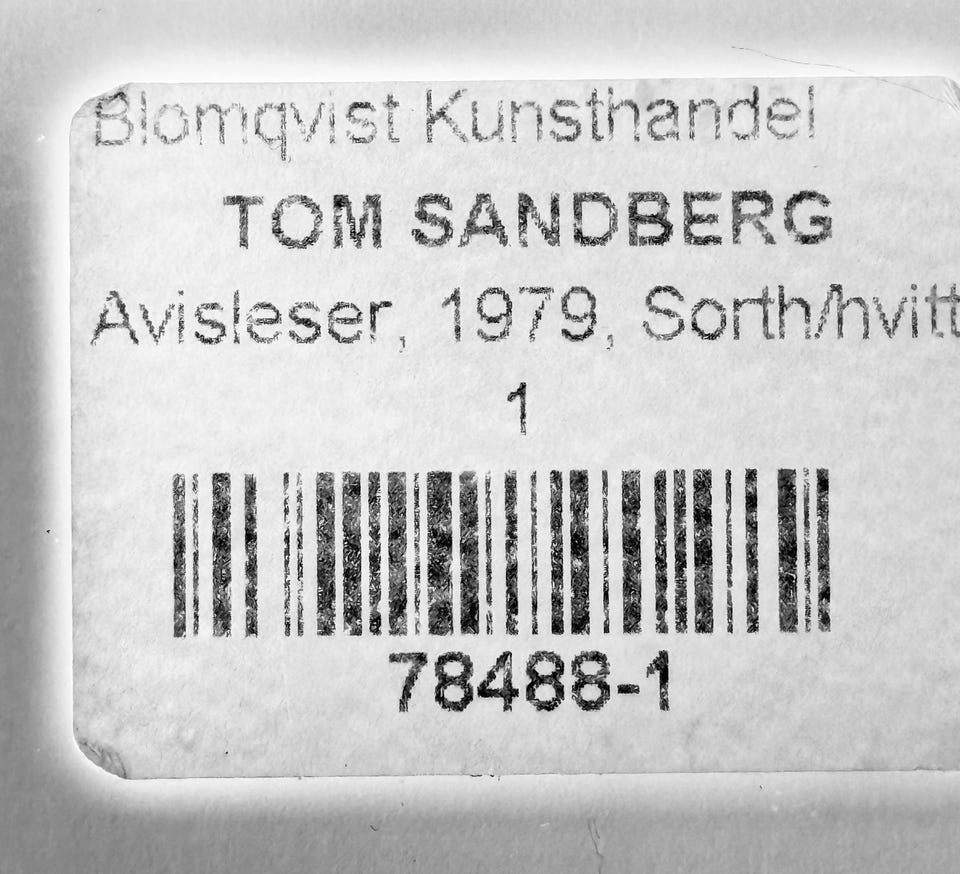 Blomqvist Kunsthandel
TOM SANDBERG
Avisleser, 1979, Sorth/hvitt
1
78488-1